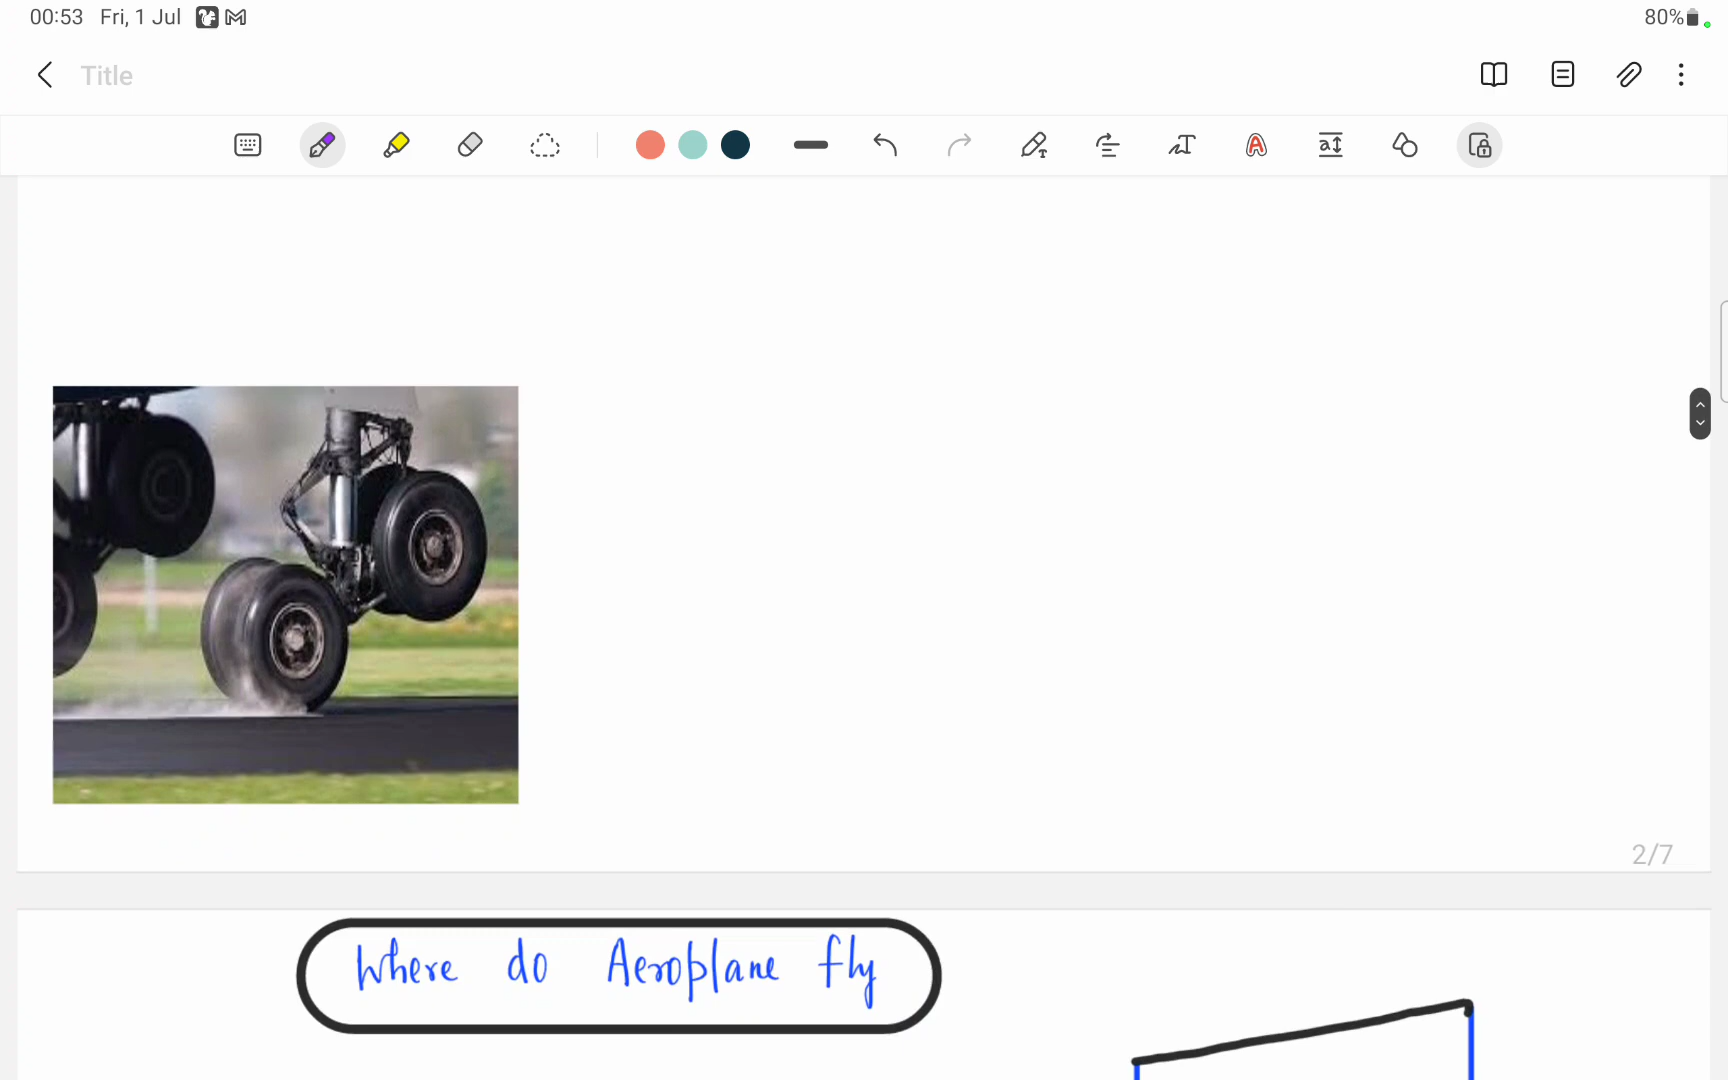 00:53 Fri, 1 Jul
80%
Title
2/7
Where do Aeroplane fly